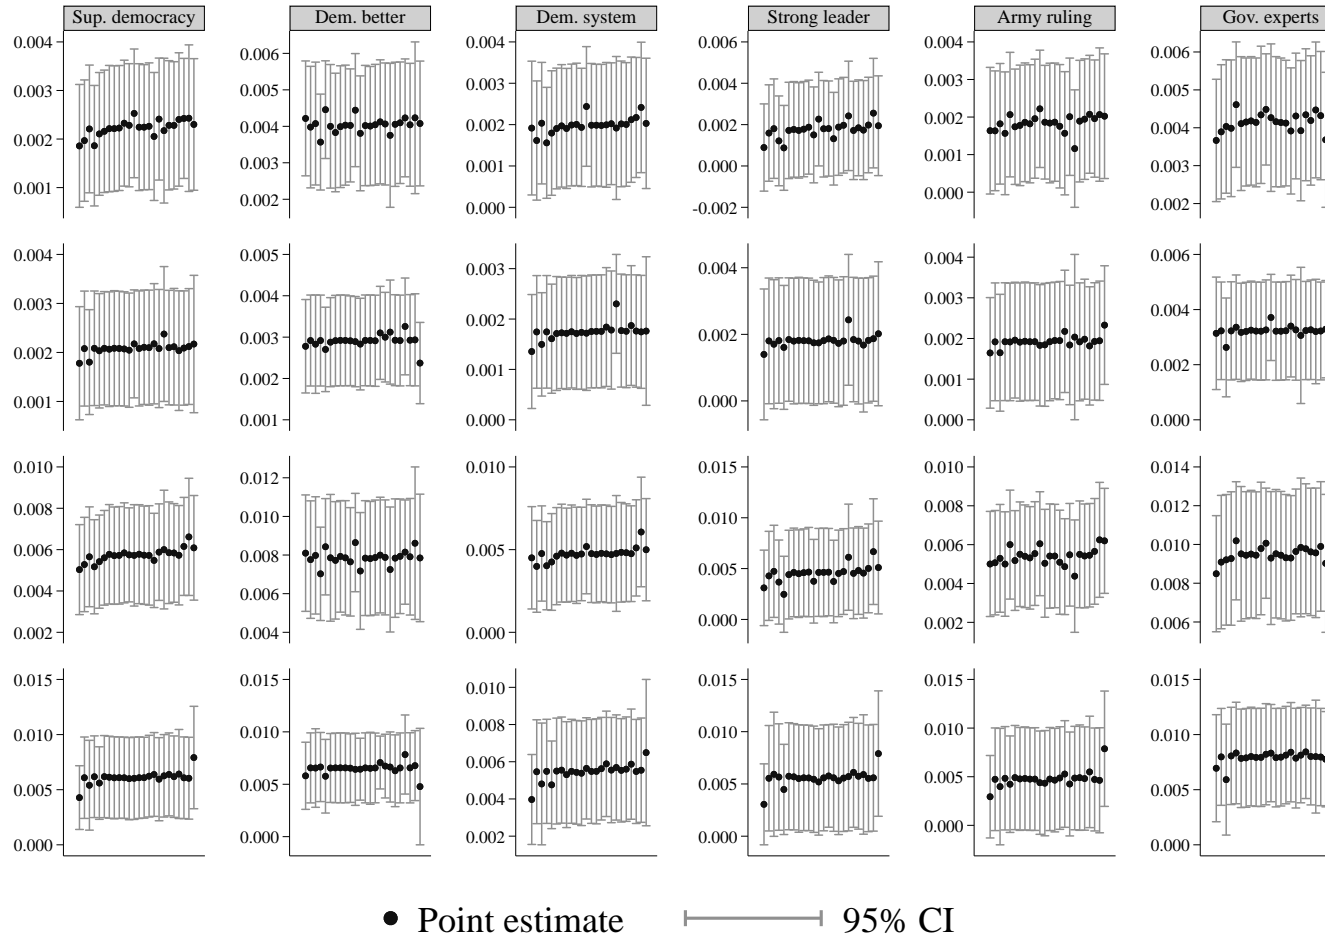 Sup. democracy Dem. better Dem. system Strong leader Army ruling Gov. experts
0.004 0.006 0.004 0.006 0.004 0.006
0.003 0.005 0.003 0.004 0.003 0.005
0.002 0.004 0.002 0.002 0.002 0.004
0.001 0.003 0.001 0.000 0.001 0.003
0.002 0.000 -0.002 0.000 0.002
0.004 0.005 0.003 0.004 0.004 0.006
0.003 0.004 0.002 0.002 0.003 0.004
0.002 0.003 0.001 0.000 0.002 0.002
0.001 0.002 0.000 0.001 0.000
0.001 0.000
0.010 0.012 0.010 0.015 0.010 0.014
0.008 0.010 0.005 0.010 0.008 0.012
0.006 0.008 0.000 0.005 0.006 0.010
0.004 0.006 0.000 0.004 0.008
0.002 0.004 0.002 0.006
0.015 0.015 0.010 0.015 0.015 0.015
0.010 0.010 0.008 0.010 0.010 0.010
0.005 0.005 0.006 0.005 0.005 0.005
0.000 0.000 0.004 0.000 0.000 0.000
0.002
Point estimate 95% CI